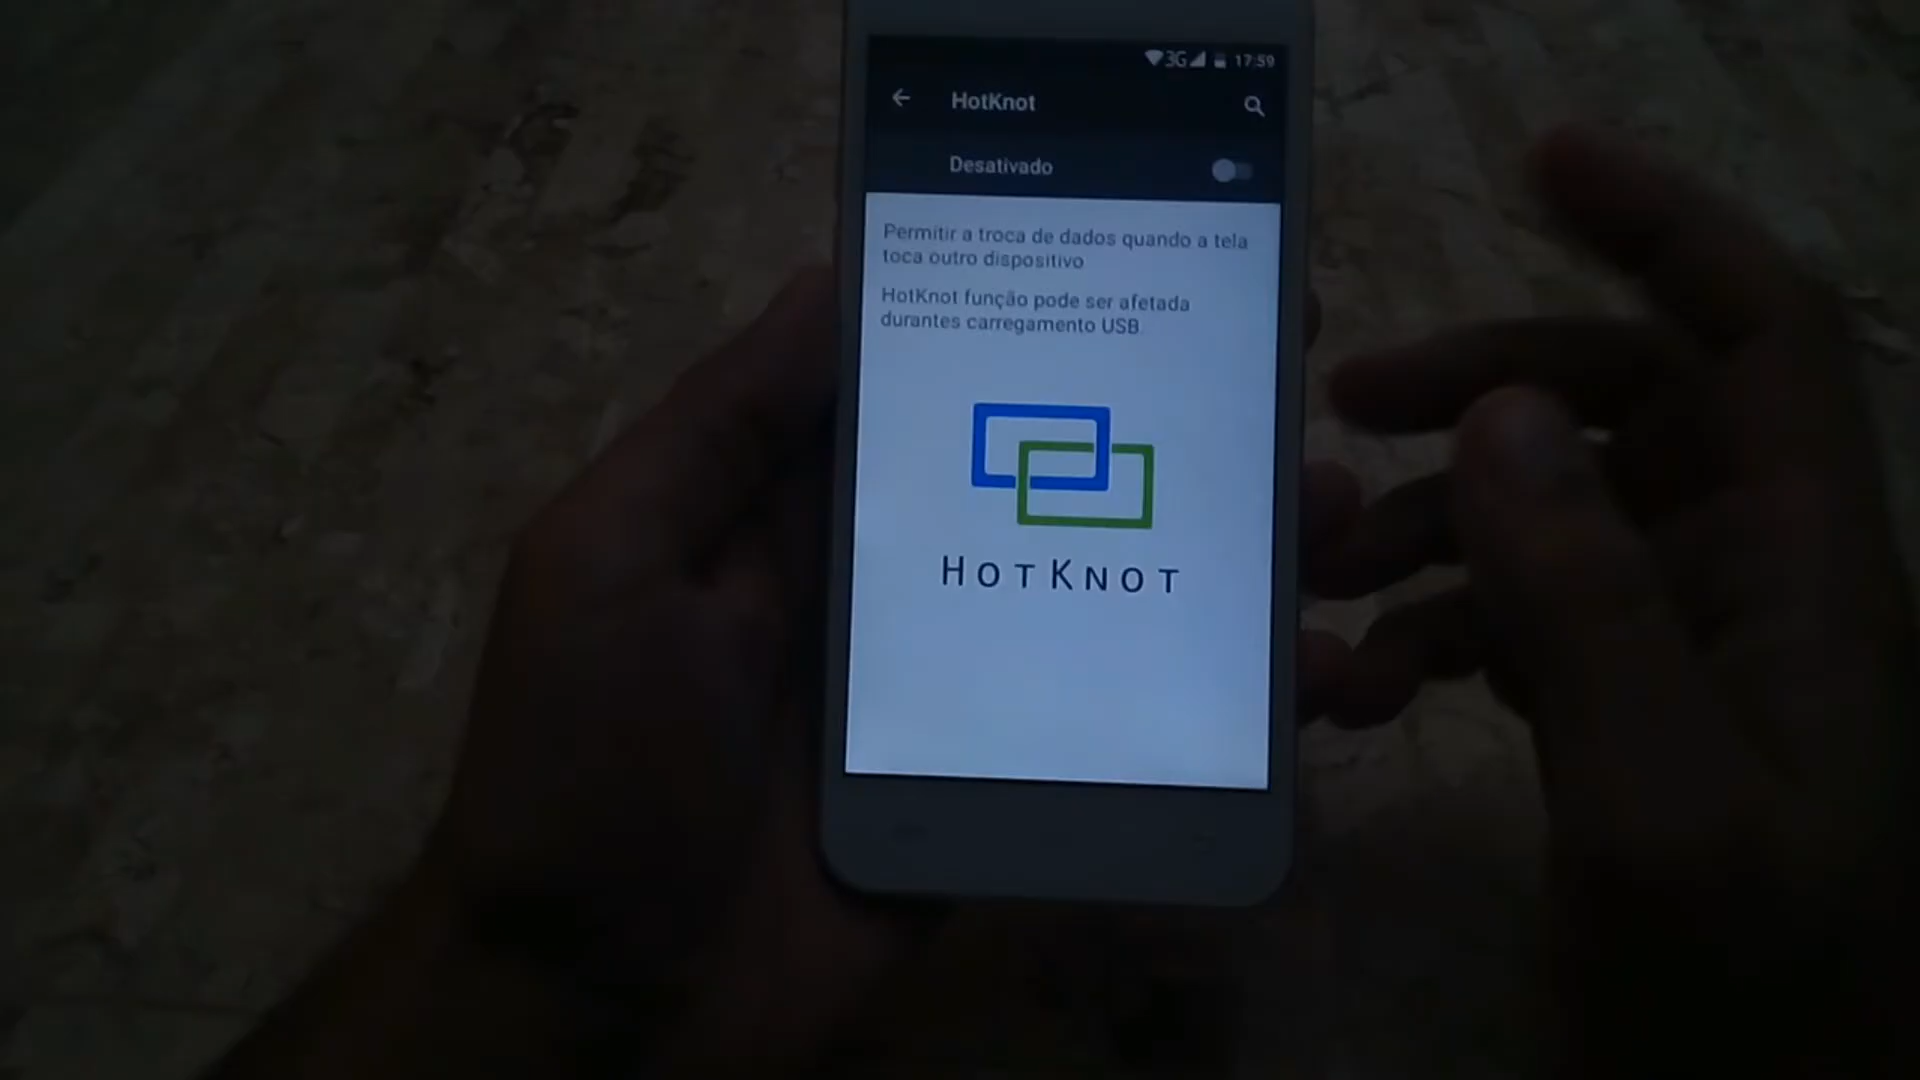 3G 17:59
HotKnot
Desativado
Permitir a troca de dados quando a tela
toca outro dispositivo
HotKnot função pode ser afetada
durantes carregamento USB.
HOTKNOT